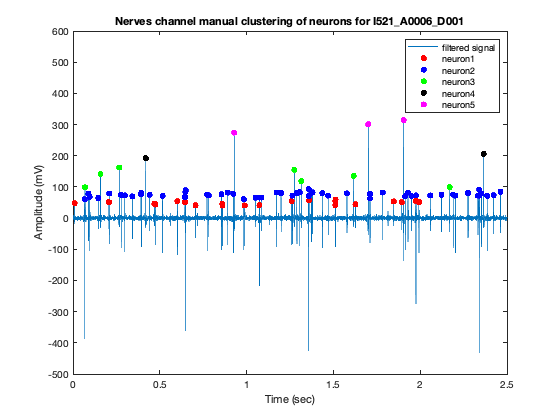 Nerves channel manual clustering of neurons for I521_A0006_D001
600
500
400
300
200
100
0
-100
-200
-300
-400
-500
Amplitude (mV)
filtered signal
neuron1
neuron2
neuron3
neuron4
neuron5
0 0.5 1 1.5 2 2.5
Time (sec)